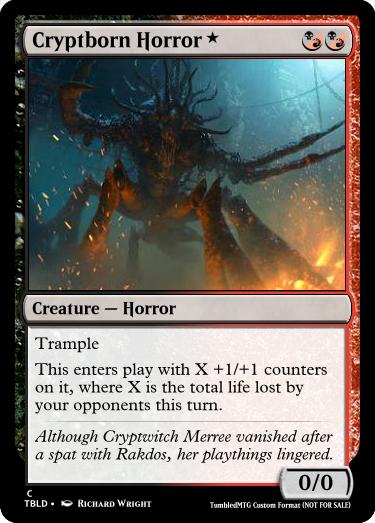 Cryptborn Horror ★
Creature — Horror
Trample
This enters play with X +1/+1 counters
on it, where X is the total life lost by
your opponents this turn.
Although Cryptwitch Merree vanished after
a spat with Rakdos, her playthings lingered.
0/0
C
TBLD • Richard Wright
TumbledMTG Custom Format (NOT FOR SALE)